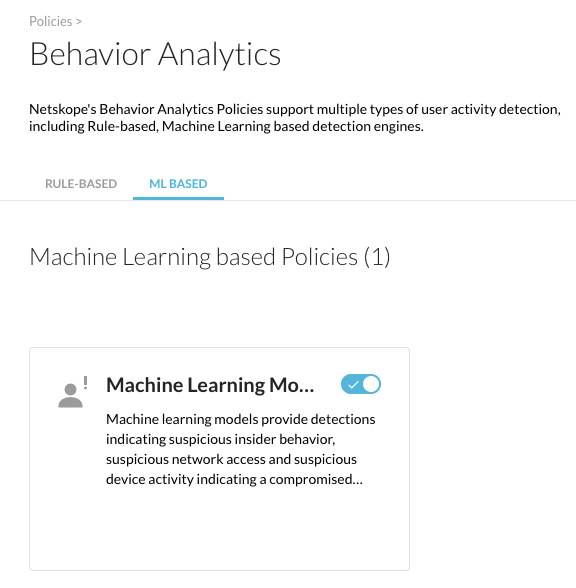 Policies >
Behavior Analytics
Netskope's Behavior Analytics Policies support multiple types of user activity detection,
including Rule-based, Machine Learning based detection engines.
RULE-BASED
ML BASED
Machine Learning based Policies (1)
Machine Learning Mo...
Machine learning models provide detections
indicating suspicious insider behavior,
suspicious network access and suspicious
device activity indicating a compromised...